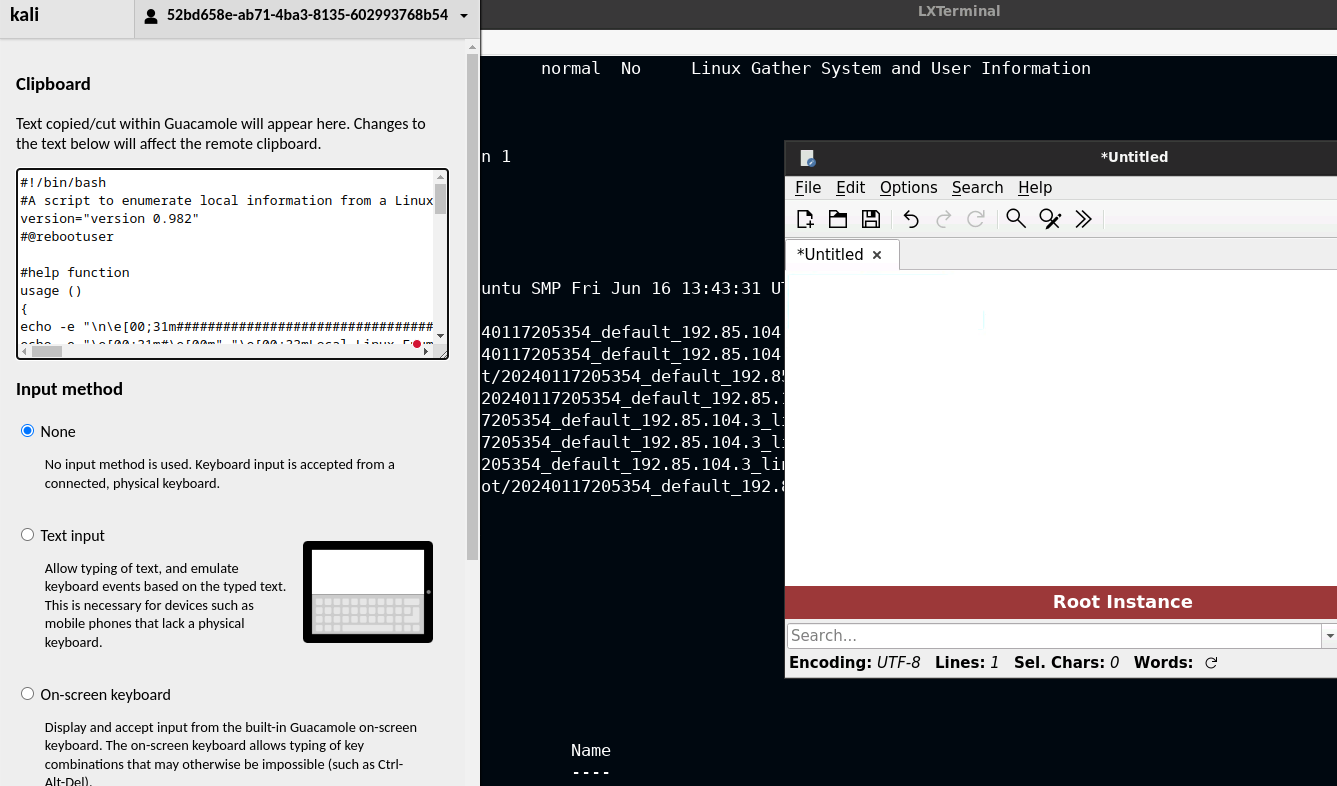 kali
52bd658e-ab71-4ba3-8135-602993768b54
Clipboard
Text copied/cut within Guacamole will appear here. Changes to
the text below will affect the remote clipboard.
#!/bin/bash
#A script to enumerate local information from a Linux
version="version 0.982"
#@rebootuser
#help function
usage ()
{
echo -e "\n\e[00;31m#################################
echo -e "\e[00;31m#\e[00m" "\e[00;33mLocal Linux Enum
Input method
None
No input method is used. Keyboard input is accepted from a
connected, physical keyboard.
Text input
Allow typing of text, and emulate
keyboard events based on the typed text.
This is necessary for devices such as
mobile phones that lack a physical
keyboard.
On-screen keyboard
Display and accept input from the built-in Guacamole on-screen
keyboard. The on-screen keyboard allows typing of key
combinations that may otherwise be impossible (such as Ctrl-
Alt-Del).
LXTerminal
normal No Linux Gather System and User Information
n 1
untu SMP Fri Jun 16 13:43:31 UT
40117205354_default_192.85.104
40117205354_default_192.85.104
t/20240117205354_default_192.85
20240117205354_default_192.85.1
7205354_default_192.85.104.3_li
7205354_default_192.85.104.3_li
205354_default_192.85.104.3_lin
ot/20240117205354_default_192.8
Name
----
*Untitled
File Edit Options Search Help
*Untitled
Root Instance
Search...
Encoding: UTF-8 Lines: 1 Sel. Chars: 0 Words: